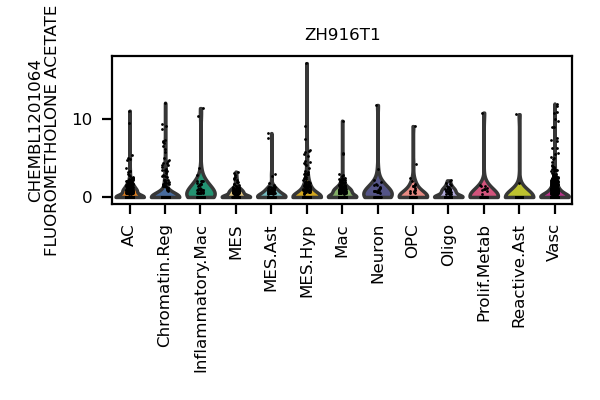 ZH916T1
CHEMBL1201064
FLUOROMETHOLONE ACETATE
10
0
AC
Chromatin.Reg
Inflammatory.Mac
MES
MES.Ast
MES.Hyp
Mac
Neuron
OPC
Oligo
Prolif.Metab
Reactive.Ast
Vasc